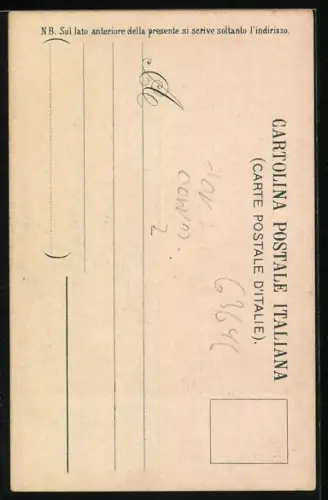 CARTOLINA POSTALE ITALIANA
(CARTE POSTALE D'ITALIE).
A
N B. Sul lato anteriore della presente si scrive soltanto l'indirizzo.